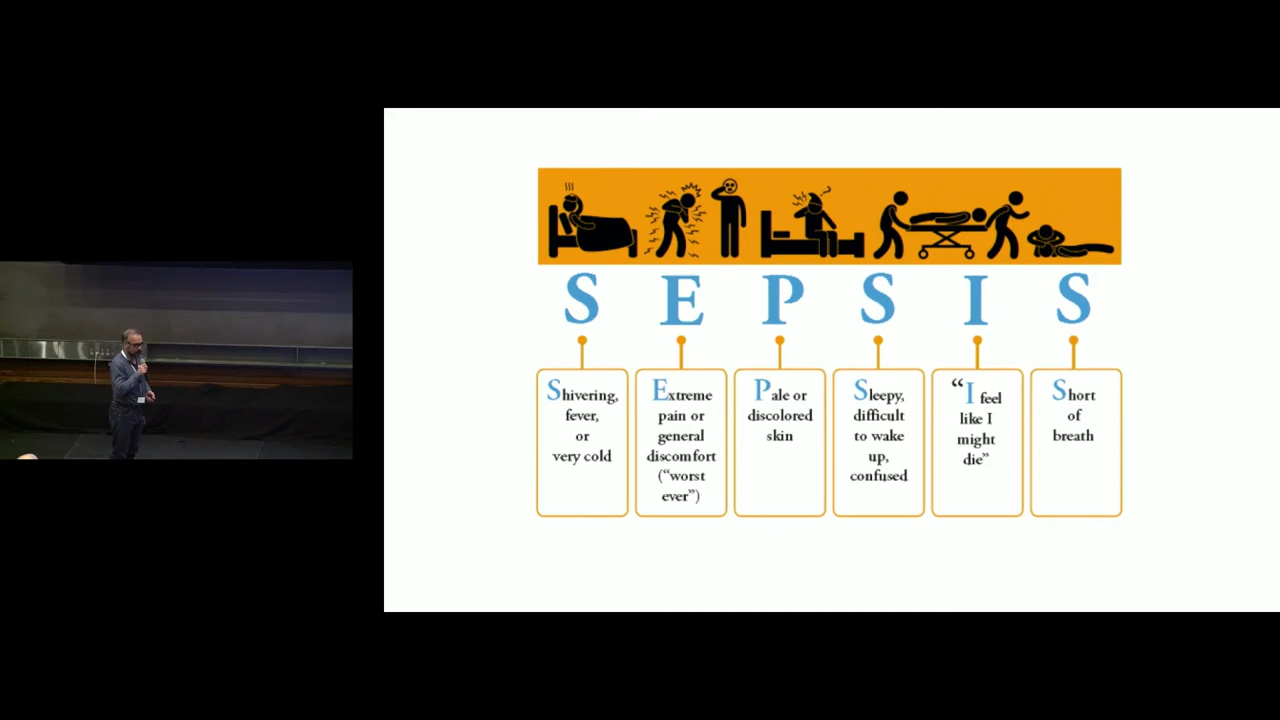 S E P S I S
Shivering,
fever,
or
very cold
Extreme
pain or
general
discomfort
("worst
ever")
Pale or
discolored
skin
Sleepy,
difficult
to wake
up,
confused
"I feel
like I
might
die"
Short
of
breath